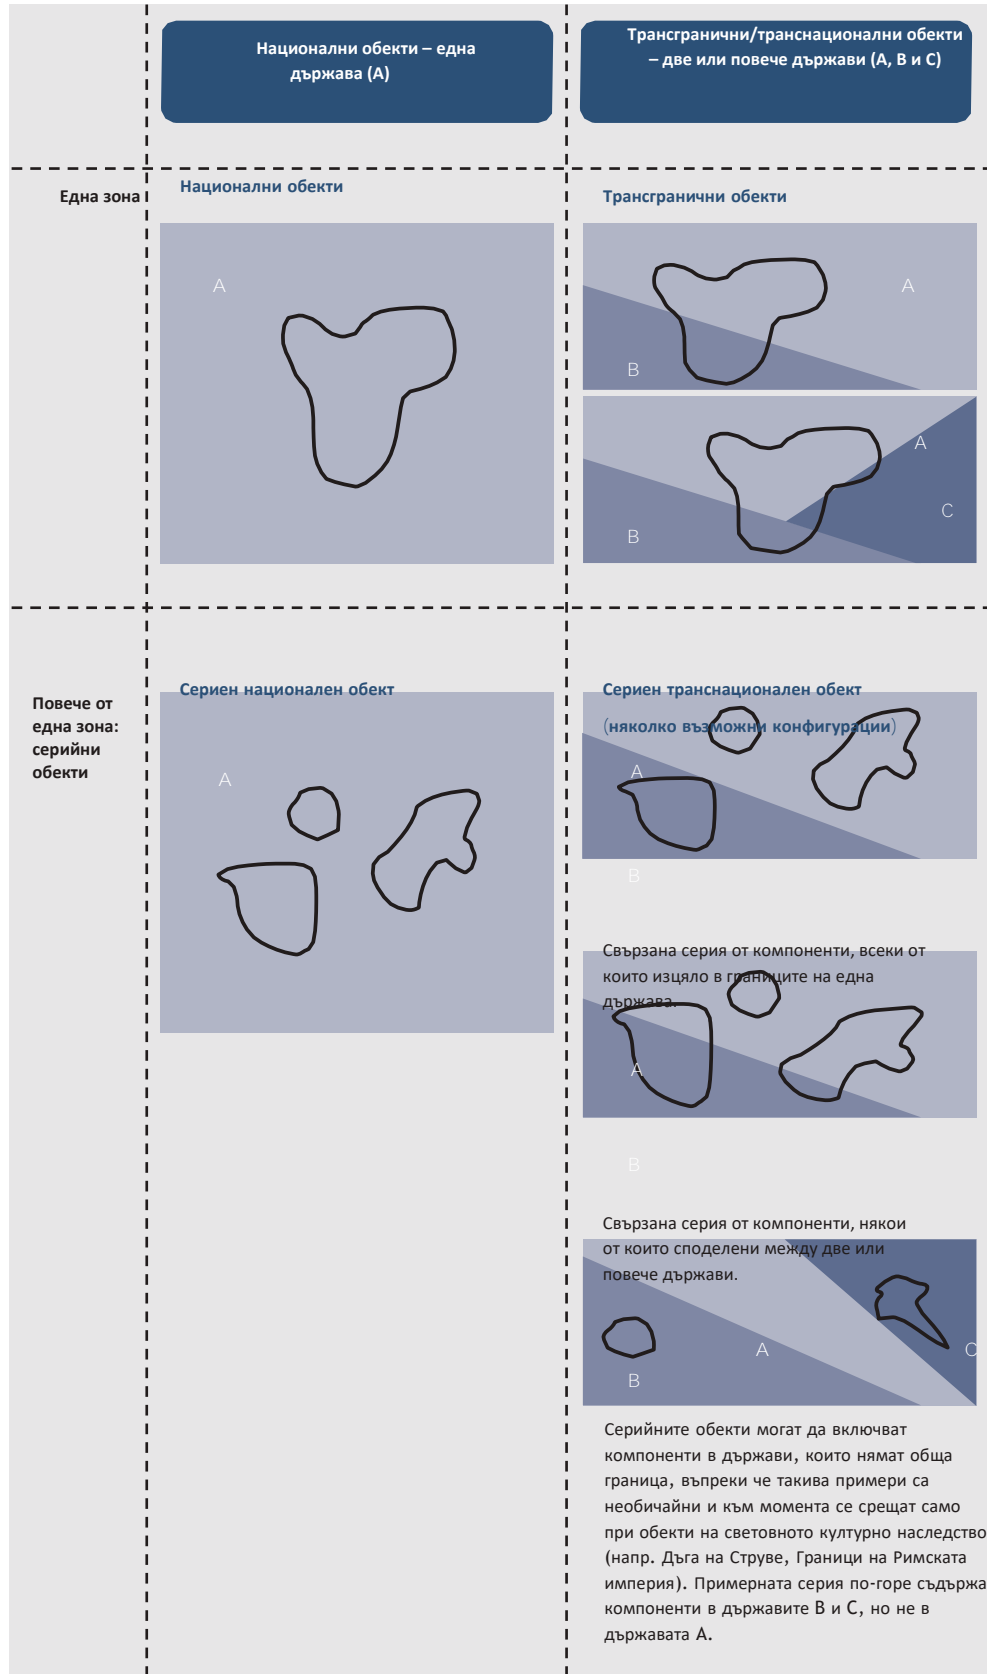 Национални обекти – една
държава (A)
Трансгранични/транснационални обекти
– две или повече държави (A, B и C)
Една зона
Национални обекти
A
Трансгранични обекти
A
B
A
C
B
Повече от
една зона:
серийни
обекти
Сериен национален обект
A
Сериен транснационален обект
(няколко възможни конфигурации)
A
B
Свързана серия от компоненти, всеки от
които изцяло в границите на една
държава.
A
B
Свързана серия от компоненти, някои
от които споделени между две или
повече държави.
A
C
B
Серийните обекти могат да включват
компоненти в държави, които нямат обща
граница, въпреки че такива примери са
необичайни и към момента се срещат само
при обекти на световното културно наследство
(напр. Дъга на Струве, Граници на Римската
империя). Примерната серия по-горе съдържа
компоненти в държавите B и C, но не в
държавата A.